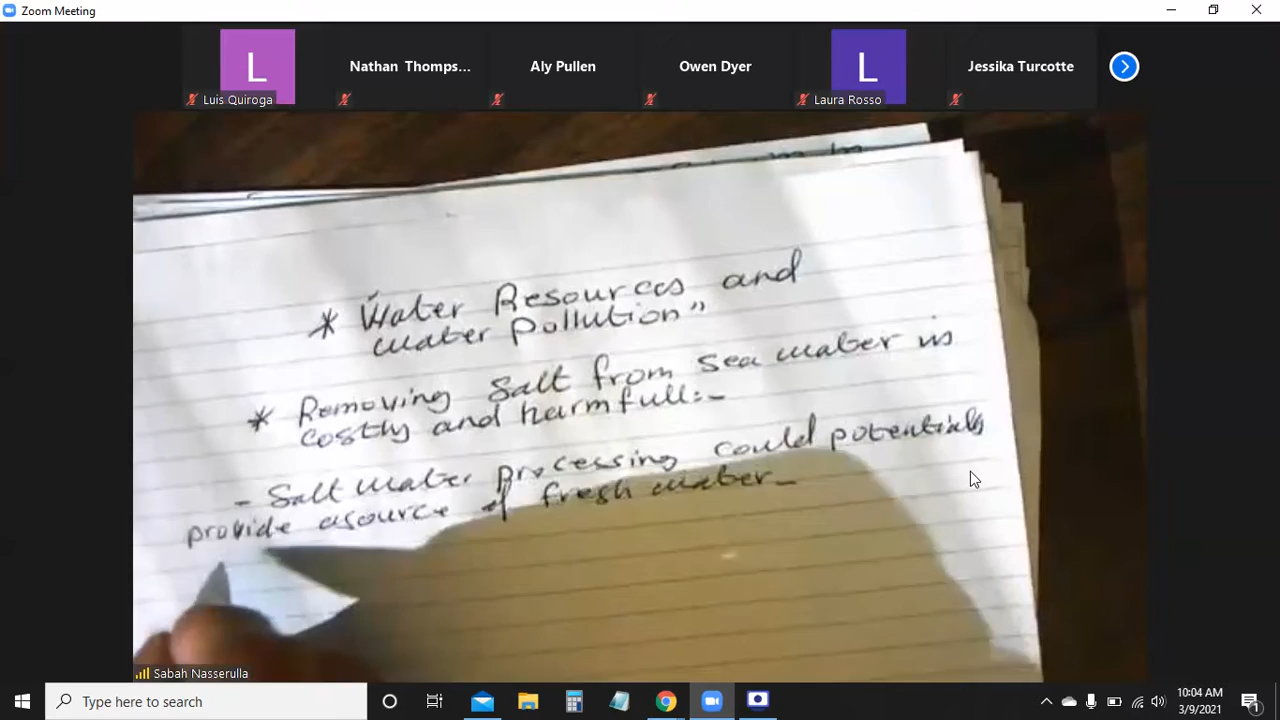 Zoom Meeting
L
Luis Quiroga
Nathan Thomps...
Aly Pullen
Owen Dyer
L
Laura Rosso
Jessika Turcotte
* Water Resources and
water Pollution"
* Removing Salt from Sea water is
costly and harmfull:-
- Salt water processing could potentially
provide a source of fresh water-
Sabah Nasserulla
Type here to search
10:04 AM
3/9/2021
1